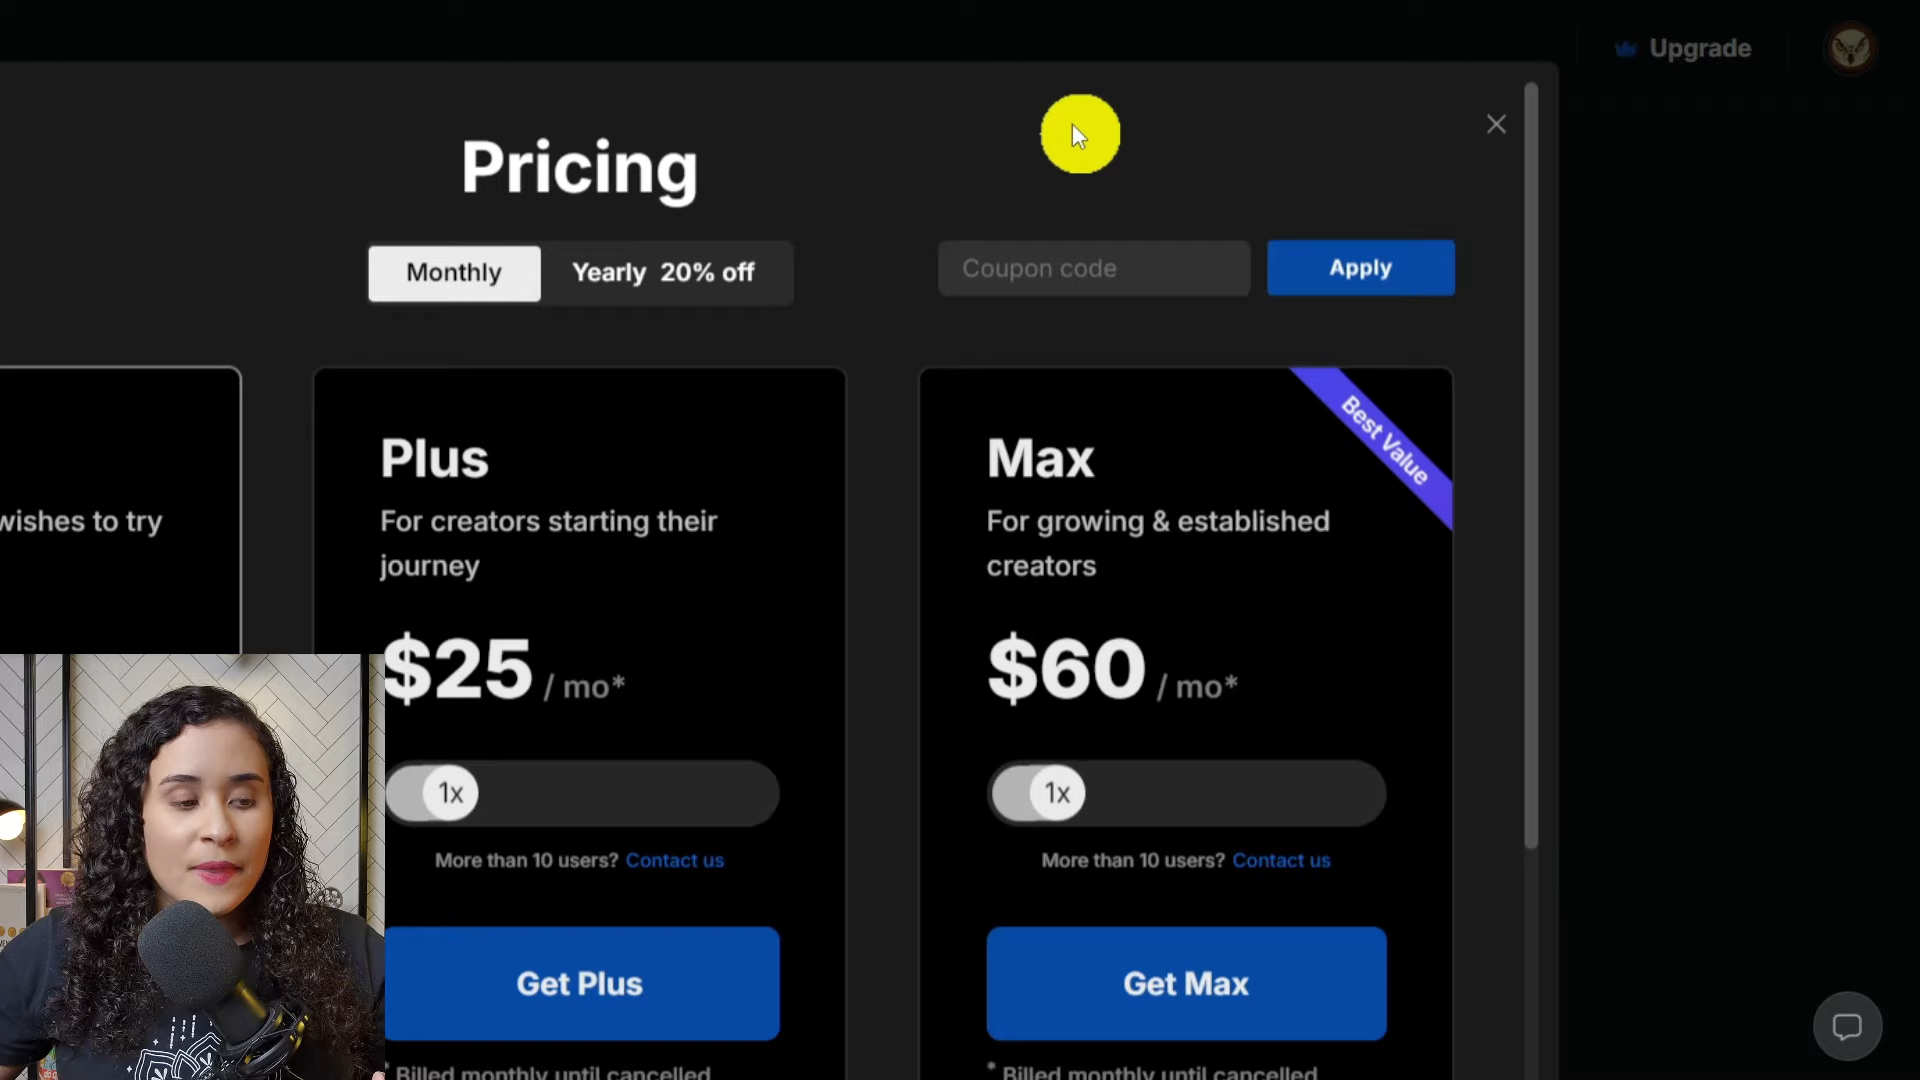 Upgrade
Pricing
Monthly
Yearly 20% off
Coupon code
Apply
wishes to try
Plus
For creators starting their
journey
$25 / mo*
1x
More than 10 users? Contact us
Get Plus
* Billed monthly until cancelled
Best Value
Max
For growing & established
creators
$60 / mo*
1x
More than 10 users? Contact us
Get Max
* Billed monthly until cancelled